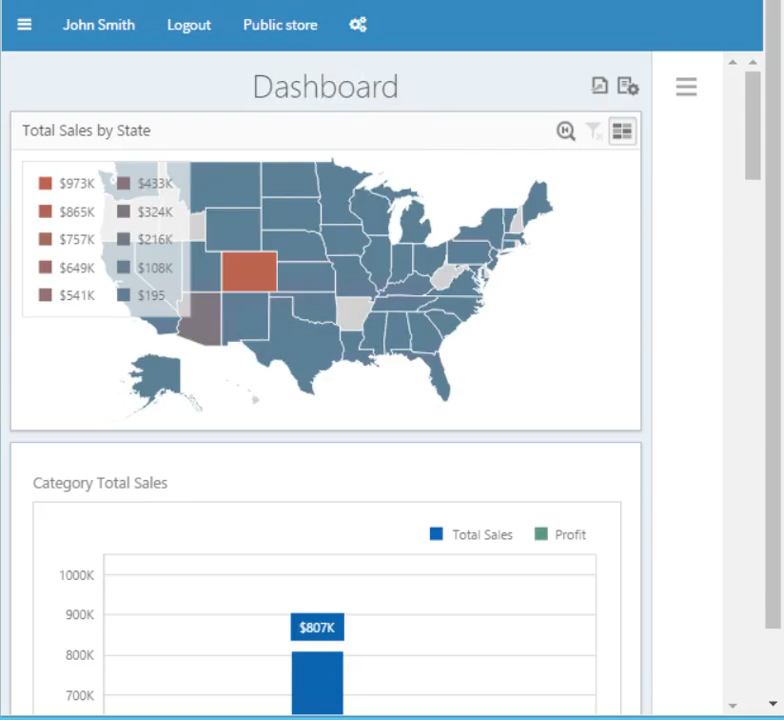 John Smith Logout Public store
Dashboard
Total Sales by State
$973K $433K
$865K $324K
$757K $216K
$649K $108K
$541K $195
Category Total Sales
Total Sales Profit
1000K
900K
$807K
800K
700K